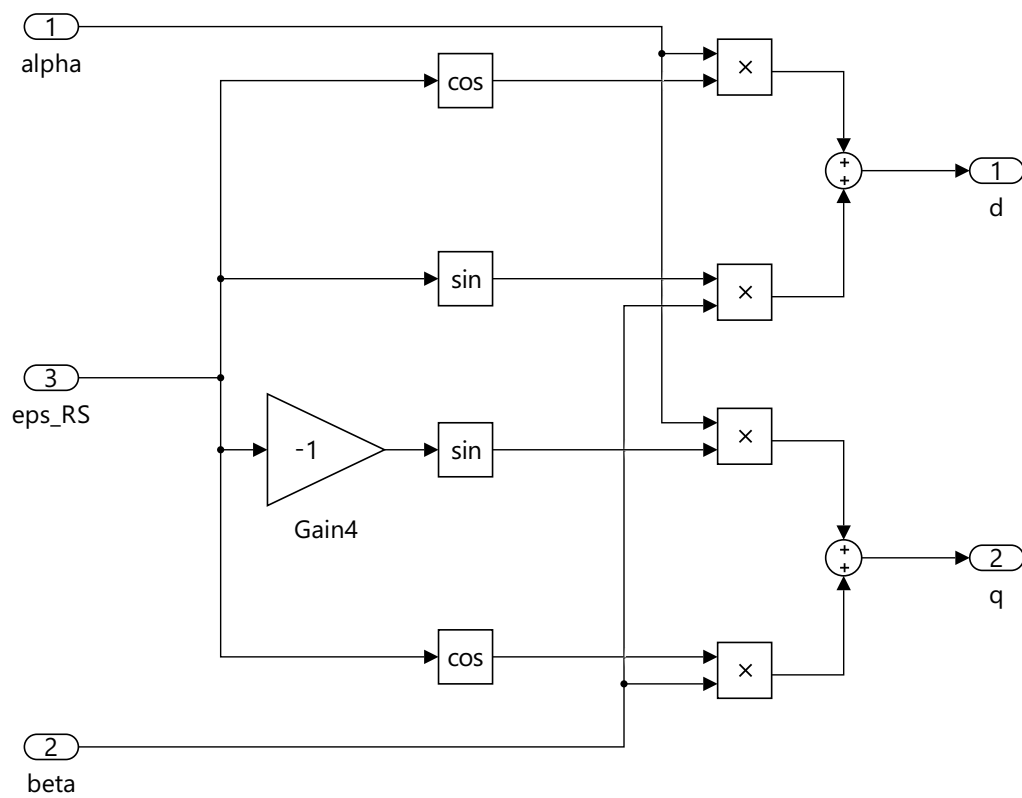 1
alpha
cos
×
+
+
1
d
sin
×
3
eps_RS
-1
Gain4
sin
×
+
+
2
q
cos
×
2
beta